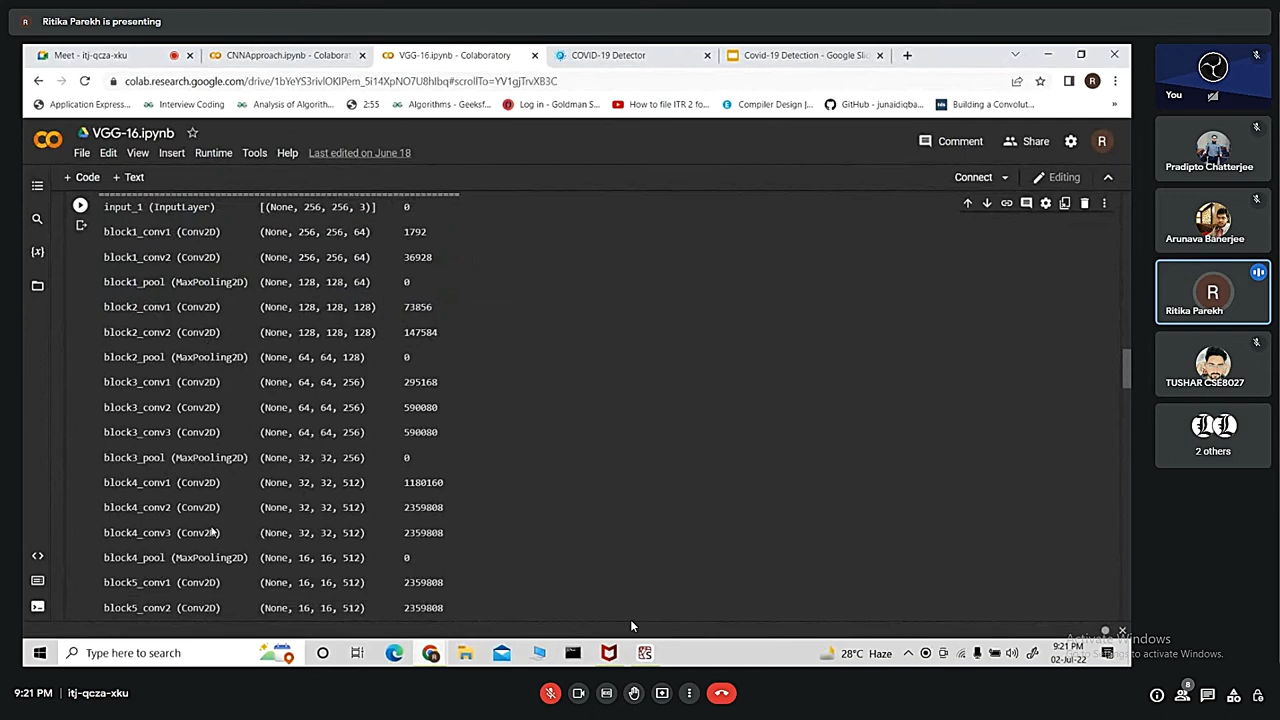 R Ritika Parekh is presenting
Meet - itj-qcza-xku
CNNApproach.ipynb - Colaborat
VGG-16.ipynb - Colaboratory
COVID-19 Detector
Covid-19 Detection - Google Slid
colab.research.google.com/drive/1bYeYS3rivlOKIPem_5i14XpNO7U8hIbq#scrollTo=YV1gjTrvXB3C
R
Application Express...
Interview Coding
Analysis of Algorith...
2:55
Algorithms - Geeksf...
Log in - Goldman S...
How to file ITR 2 fo...
Compiler Design |...
GitHub - junaidiqba...
Building a Convolut...
»
CO VGG-16.ipynb
Comment Share R
File Edit View Insert Runtime Tools Help Last edited on June 18
+ Code + Text
Connect Editing
input_1 (InputLayer) [(None, 256, 256, 3)] 0
block1_conv1 (Conv2D) (None, 256, 256, 64) 1792
block1_conv2 (Conv2D) (None, 256, 256, 64) 36928
block1_pool (MaxPooling2D) (None, 128, 128, 64) 0
block2_conv1 (Conv2D) (None, 128, 128, 128) 73856
block2_conv2 (Conv2D) (None, 128, 128, 128) 147584
block2_pool (MaxPooling2D) (None, 64, 64, 128) 0
block3_conv1 (Conv2D) (None, 64, 64, 256) 295168
block3_conv2 (Conv2D) (None, 64, 64, 256) 590080
block3_conv3 (Conv2D) (None, 64, 64, 256) 590080
block3_pool (MaxPooling2D) (None, 32, 32, 256) 0
block4_conv1 (Conv2D) (None, 32, 32, 512) 1180160
block4_conv2 (Conv2D) (None, 32, 32, 512) 2359808
block4_conv3 (Conv2D) (None, 32, 32, 512) 2359808
block4_pool (MaxPooling2D) (None, 16, 16, 512) 0
block5_conv1 (Conv2D) (None, 16, 16, 512) 2359808
block5_conv2 (Conv2D) (None, 16, 16, 512) 2359808
Activate Windows
Go to Settings to activate Windows.
Type here to search
28°C Haze
9:21 PM
02-Jul-22
You
Pradipto Chatterjee
Arunava Banerjee
R
Ritika Parekh
TUSHAR CSE8027
2 others
9:21 PM | itj-qcza-xku
8